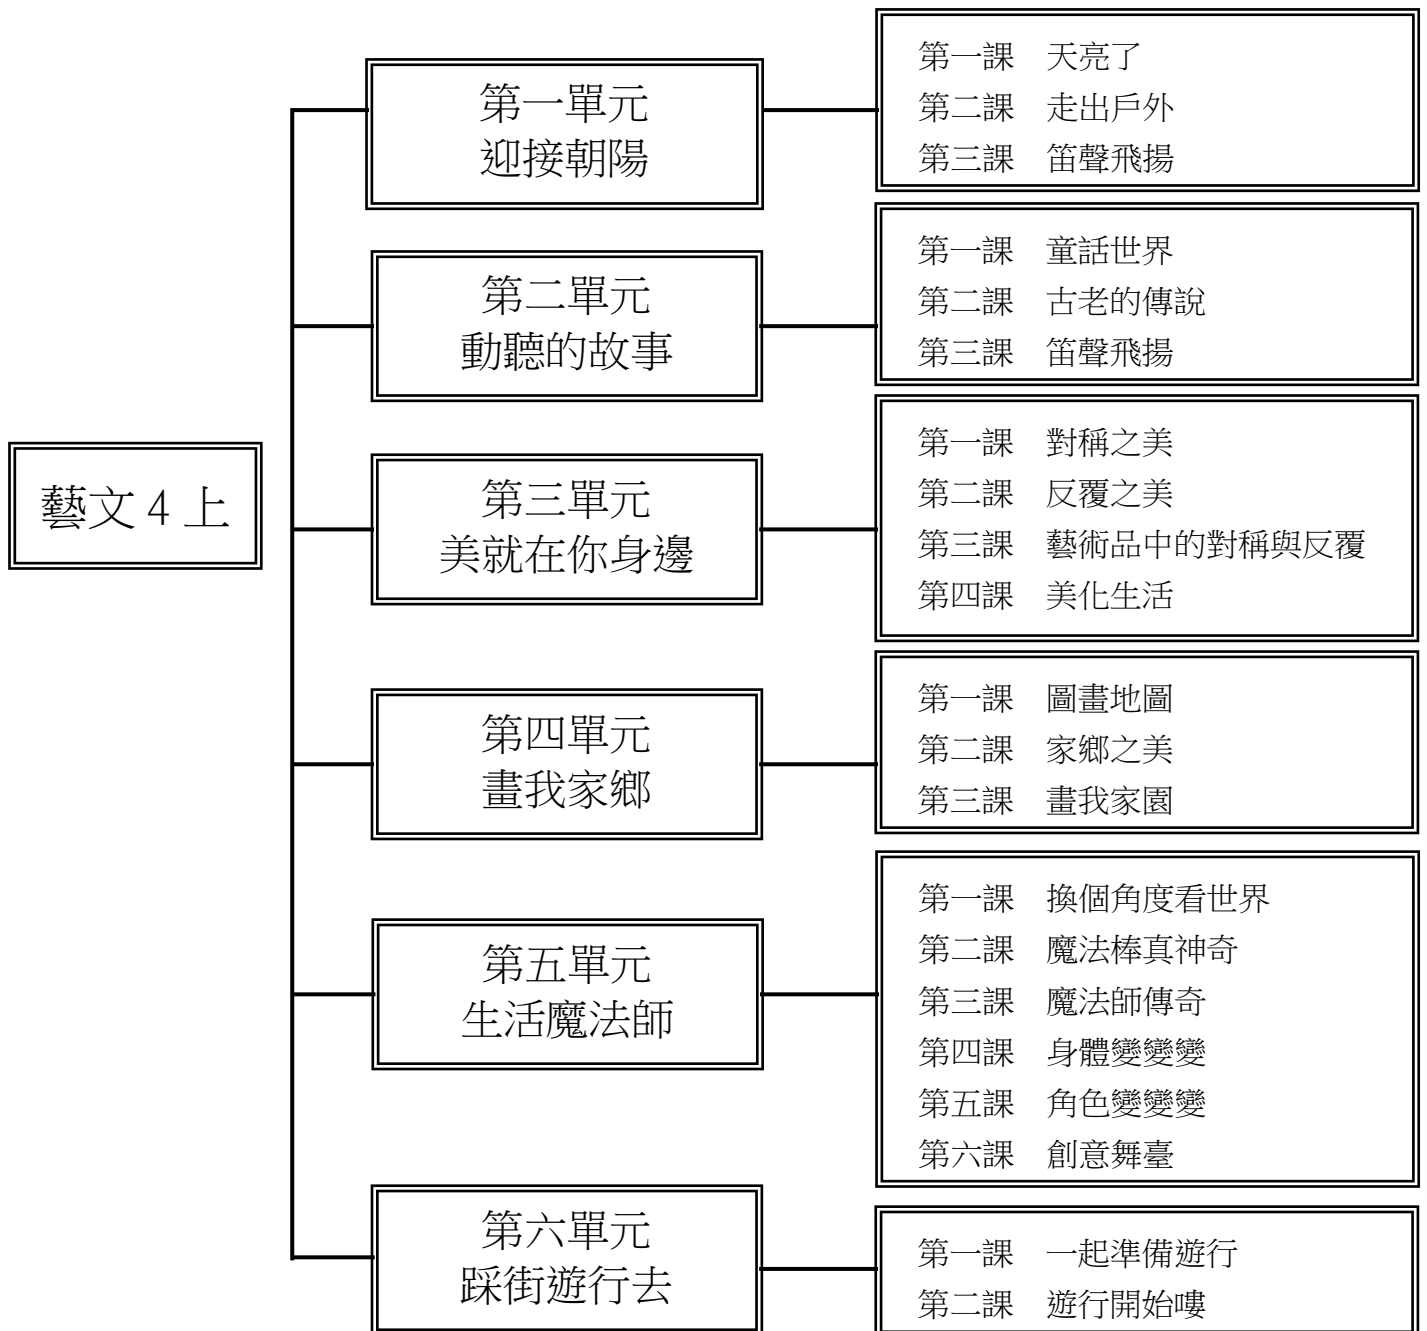 藝文 4 上
第一單元
迎接朝陽
第一課　天亮了
第二課　走出戶外
第三課　笛聲飛揚
第二單元
動聽的故事
第一課　童話世界
第二課　古老的傳說
第三課　笛聲飛揚
第三單元
美就在你身邊
第一課　對稱之美
第二課　反覆之美
第三課　藝術品中的對稱與反覆
第四課　美化生活
第四單元
畫我家鄉
第一課　圖畫地圖
第二課　家鄉之美
第三課　畫我家園
第五單元
生活魔法師
第一課　換個角度看世界
第二課　魔法棒真神奇
第三課　魔法師傳奇
第四課　身體變變變
第五課　角色變變變
第六課　創意舞臺
第六單元
踩街遊行去
第一課　一起準備遊行
第二課　遊行開始嘍